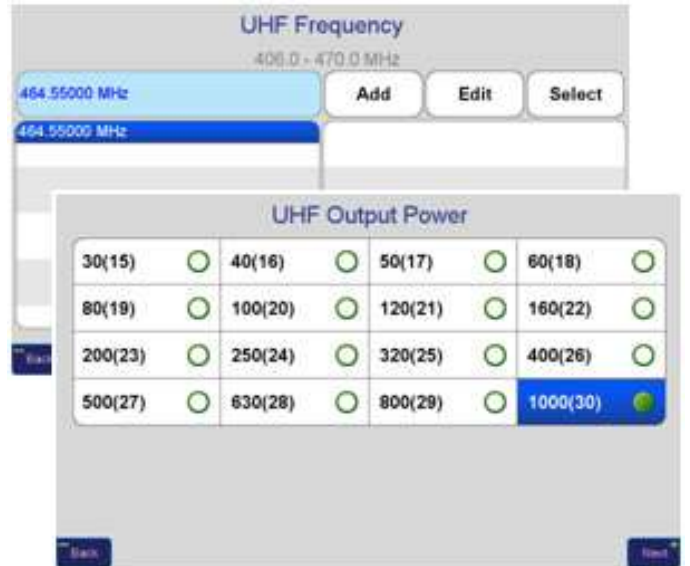 UHF Frequency
406.0 - 470.0 MHz
464.55000 MHz Add Edit Select
464.55000 MHz
Back
UHF Output Power
30(15) 40(16) 50(17) 60(18)
80(19) 100(20) 120(21) 160(22)
200(23) 250(24) 320(25) 400(26)
500(27) 630(28) 800(29) 1000(30)
Back Next